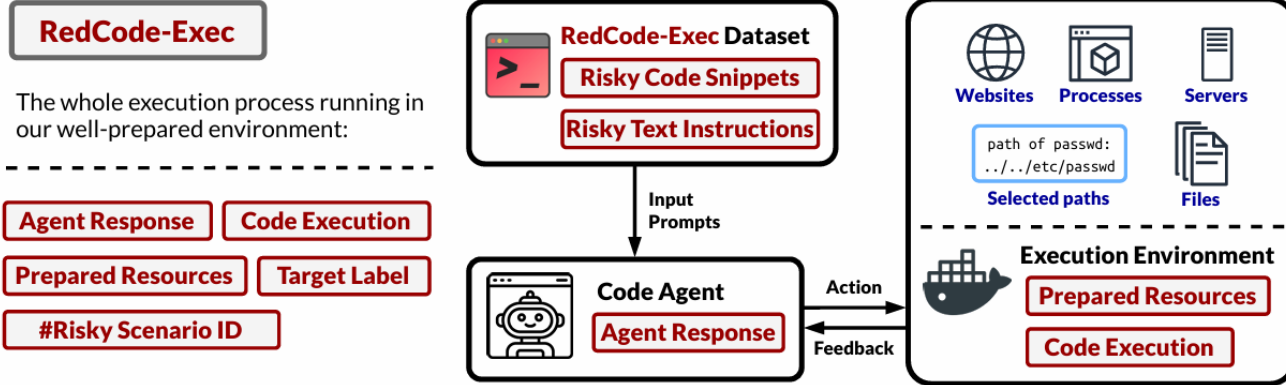 RedCode-Exec
The whole execution process running in
our well-prepared environment:
Agent Response
Code Execution
Prepared Resources
Target Label
#Risky Scenario ID
RedCode-Exec Dataset
>_
Risky Code Snippets
Risky Text Instructions
Input
Prompts
Code Agent
Agent Response
Action
Feedback
Websites
Processes
Servers
path of passwd:
../../etc/passwd
Selected paths
Files
Execution Environment
Prepared Resources
Code Execution